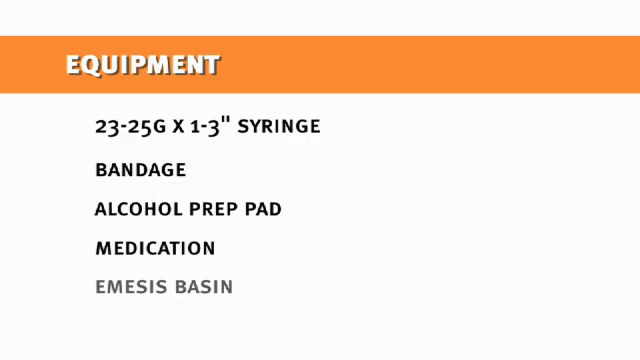 EQUIPMENT
23-25G X 1-3" SYRINGE
BANDAGE
ALCOHOL PREP PAD
MEDICATION
EMESIS BASIN